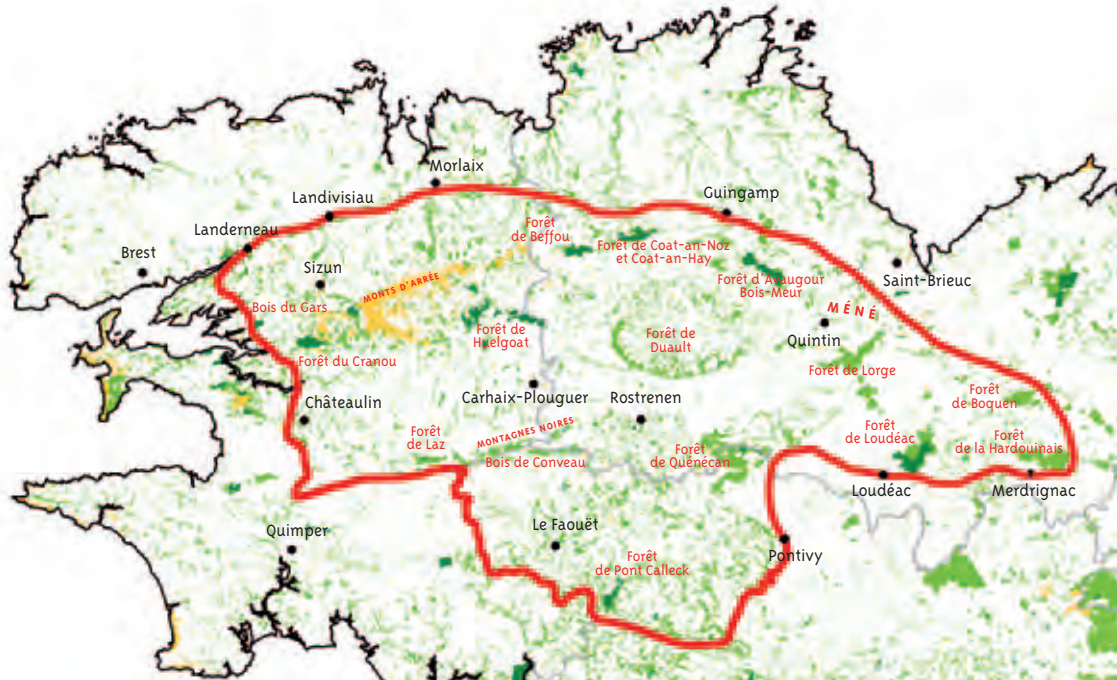 Morlaix
Landivisiau
Guingamp
Landerneau
Forêt
de Beffou
Forêt de Coat-an-Noz
et Coat-an-Hay
Brest
Sizun
Saint-Brieuc
Forêt d'Avaugour
Bois-Meur
MONTS D'ARRÉE
Bois du Gars
MÉNÉ
Forêt de
Huelgoat
Forêt de
Duault
Quintin
Forêt du Cranou
Forêt de Lorge
Châteaulin
Carhaix-Plouguer
Rostrenen
Forêt
de Boquen
MONTAGNES NOIRES
Forêt
de Laz
Forêt
de Loudéac
Forêt
de la Hardouinais
Bois de Conveau
Forêt
de Quénécan
Loudéac
Merdrignac
Quimper
Le Faouët
Pontivy
Forêt
de Pont Calleck